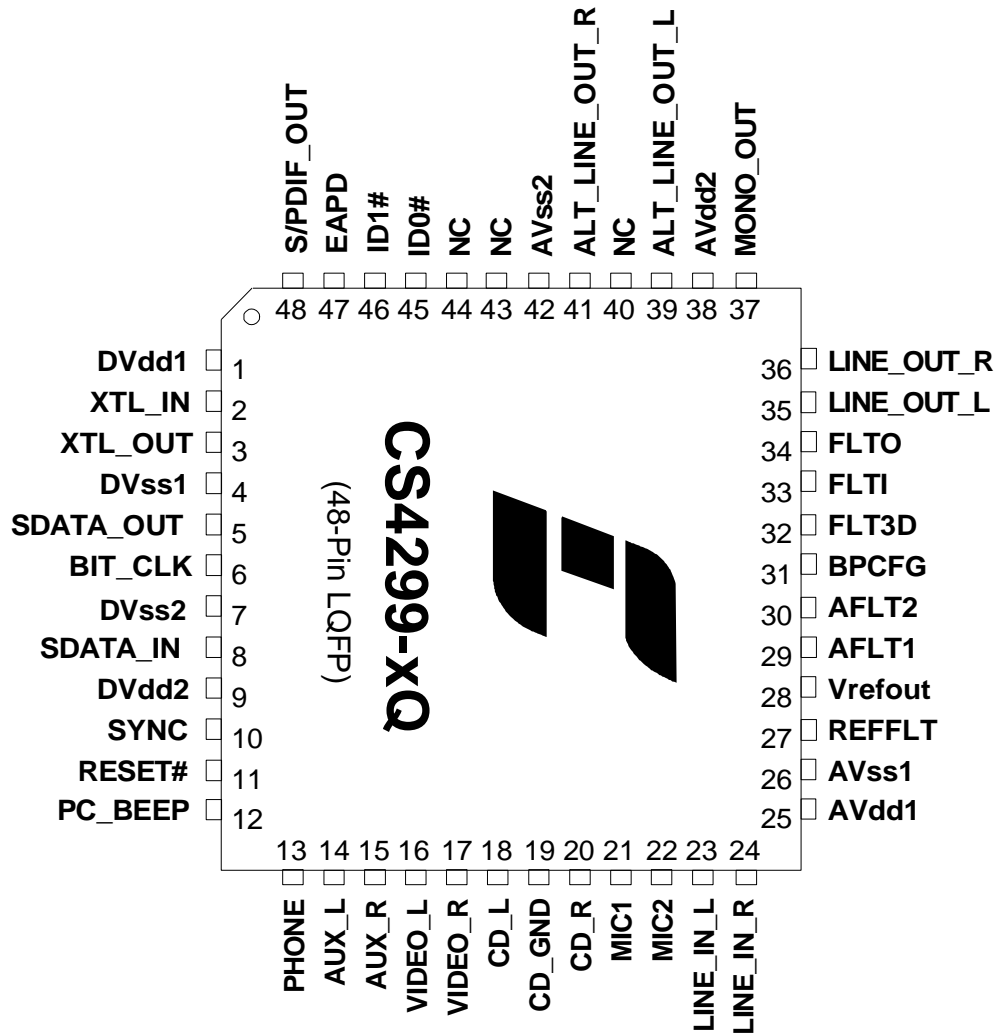 S/PDIF_OUT
EAPD
ID1#
ID0#
NC
NC
AVss2
ALT_LINE_OUT_R
NC
ALT_LINE_OUT_L
AVdd2
MONO_OUT
48 47 46 45 44 43 42 41 40 39 38 37
DVdd1 1
XTL_IN 2
XTL_OUT 3
DVss1 4
SDATA_OUT 5
BIT_CLK 6
DVss2 7
SDATA_IN 8
DVdd2 9
SYNC 10
RESET# 11
PC_BEEP 12
CS4299-xQ
(48-Pin LQFP)
36 LINE_OUT_R
35 LINE_OUT_L
34 FLTO
33 FLTI
32 FLT3D
31 BPCFG
30 AFLT2
29 AFLT1
28 Vrefout
27 REFFLT
26 AVss1
25 AVdd1
13 14 15 16 17 18 19 20 21 22 23 24
PHONE
AUX_L
AUX_R
VIDEO_L
VIDEO_R
CD_L
CD_GND
CD_R
MIC1
MIC2
LINE_IN_L
LINE_IN_R